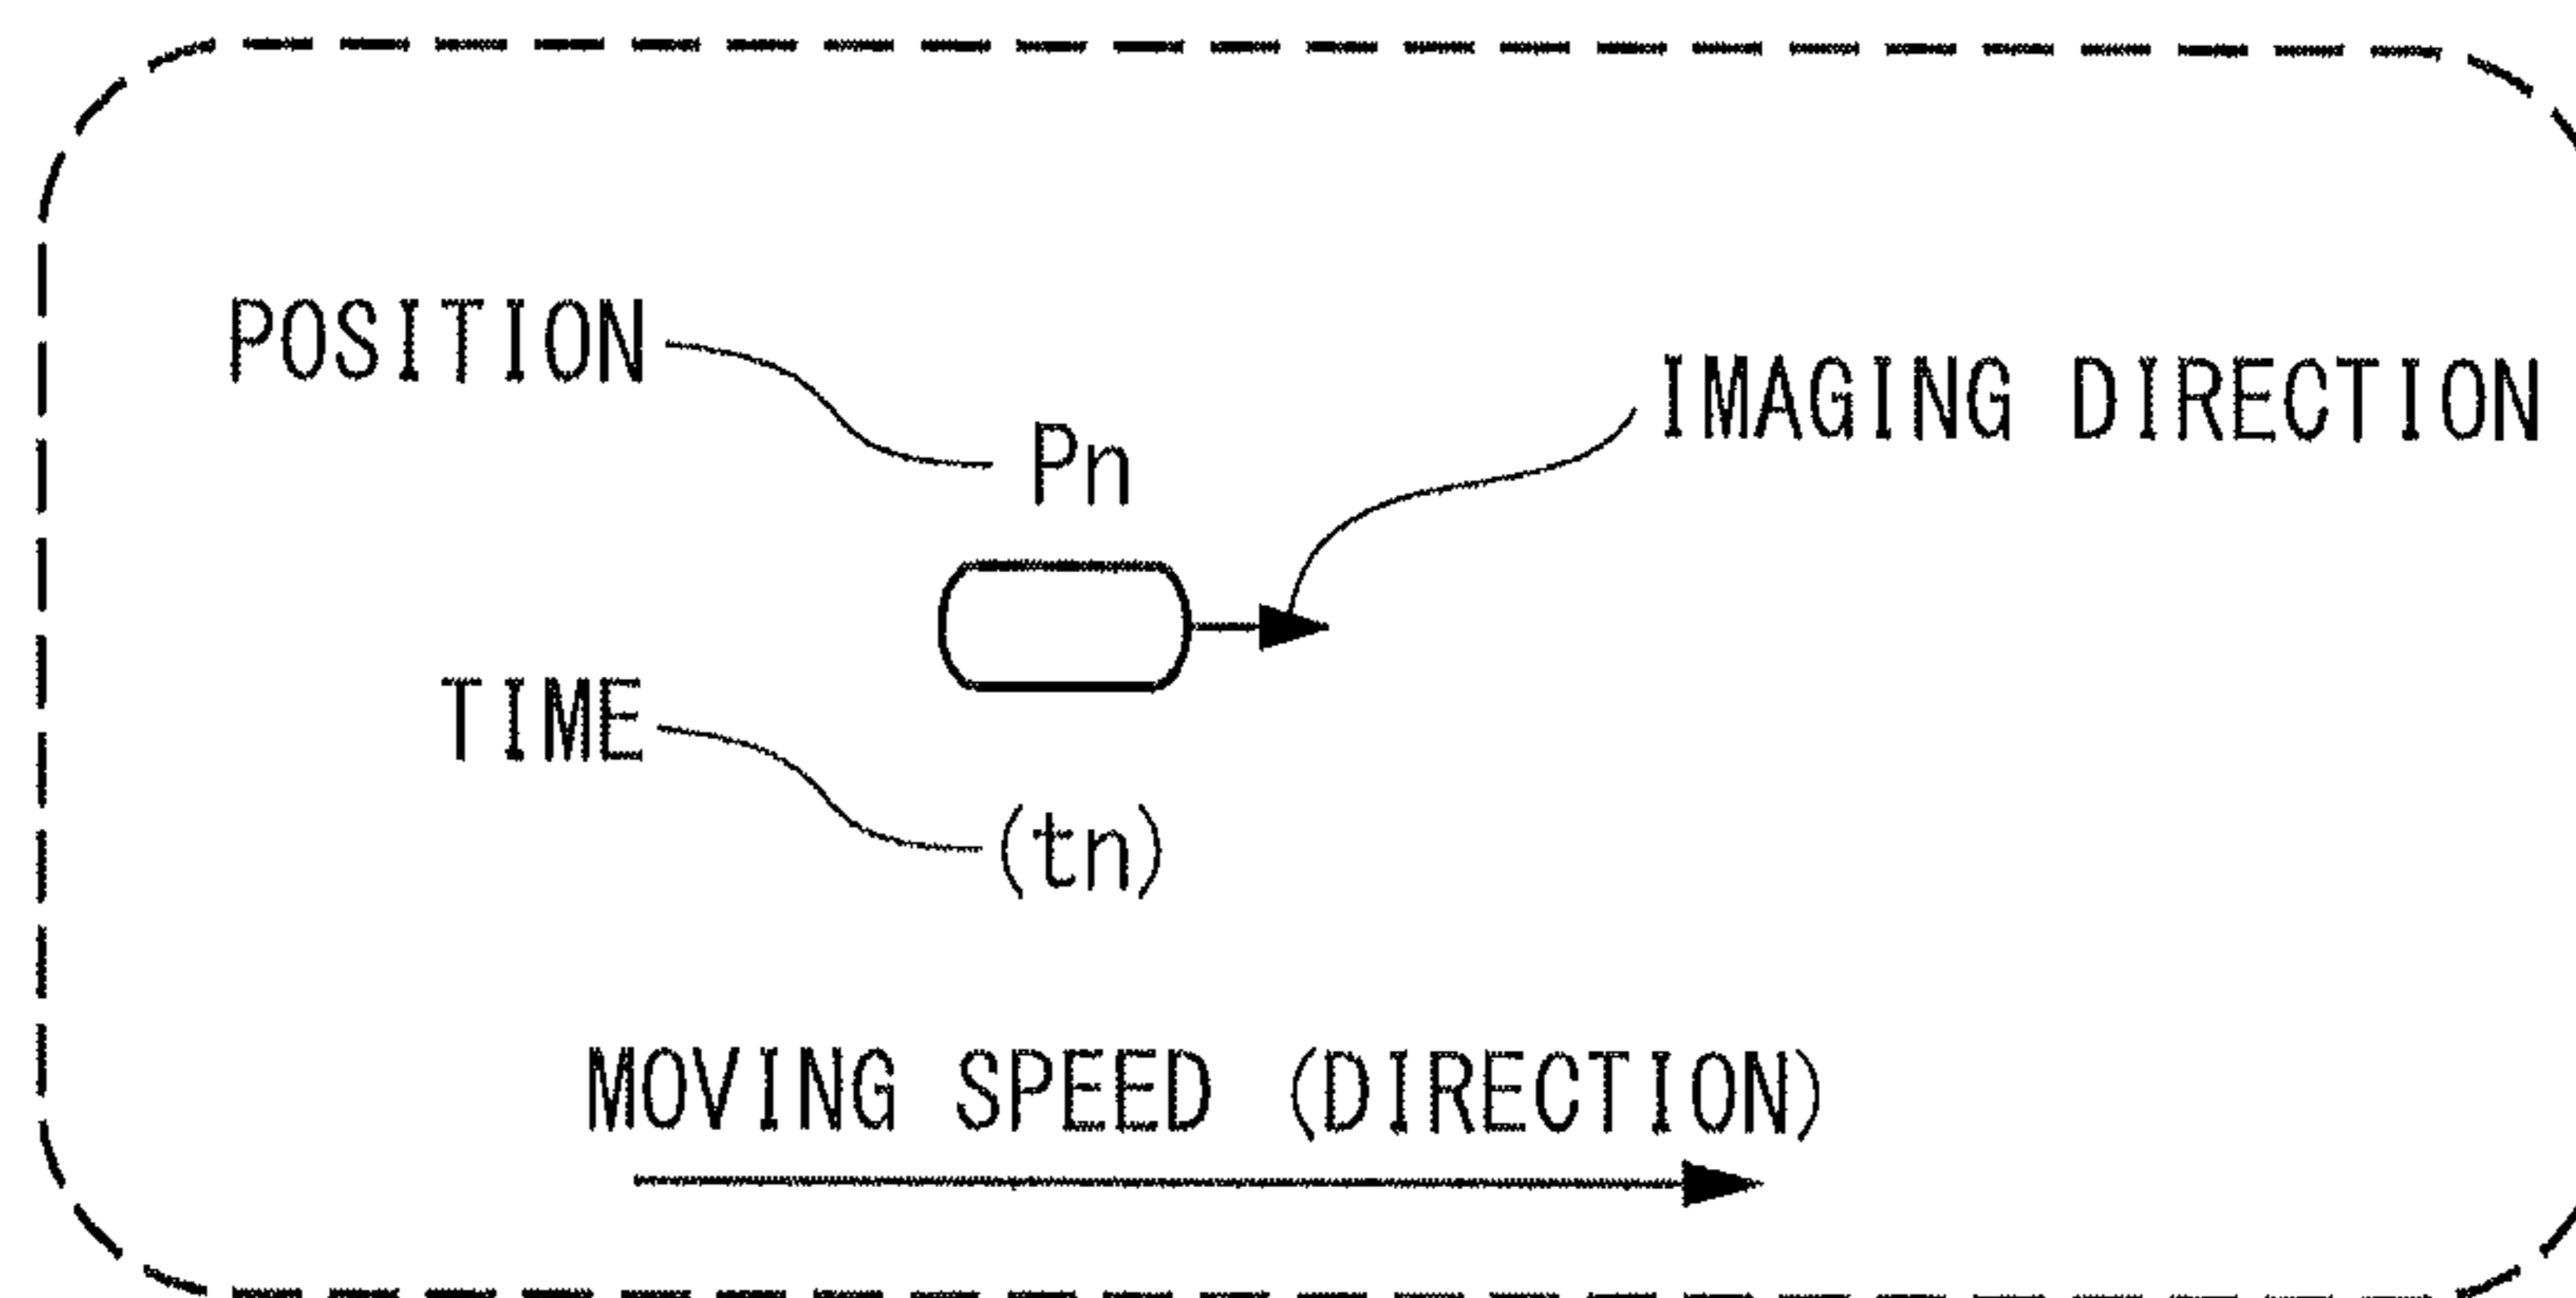 POSITION
IMAGING DIRECTION
Pn
TIME
(tn)
MOVING SPEED (DIRECTION)